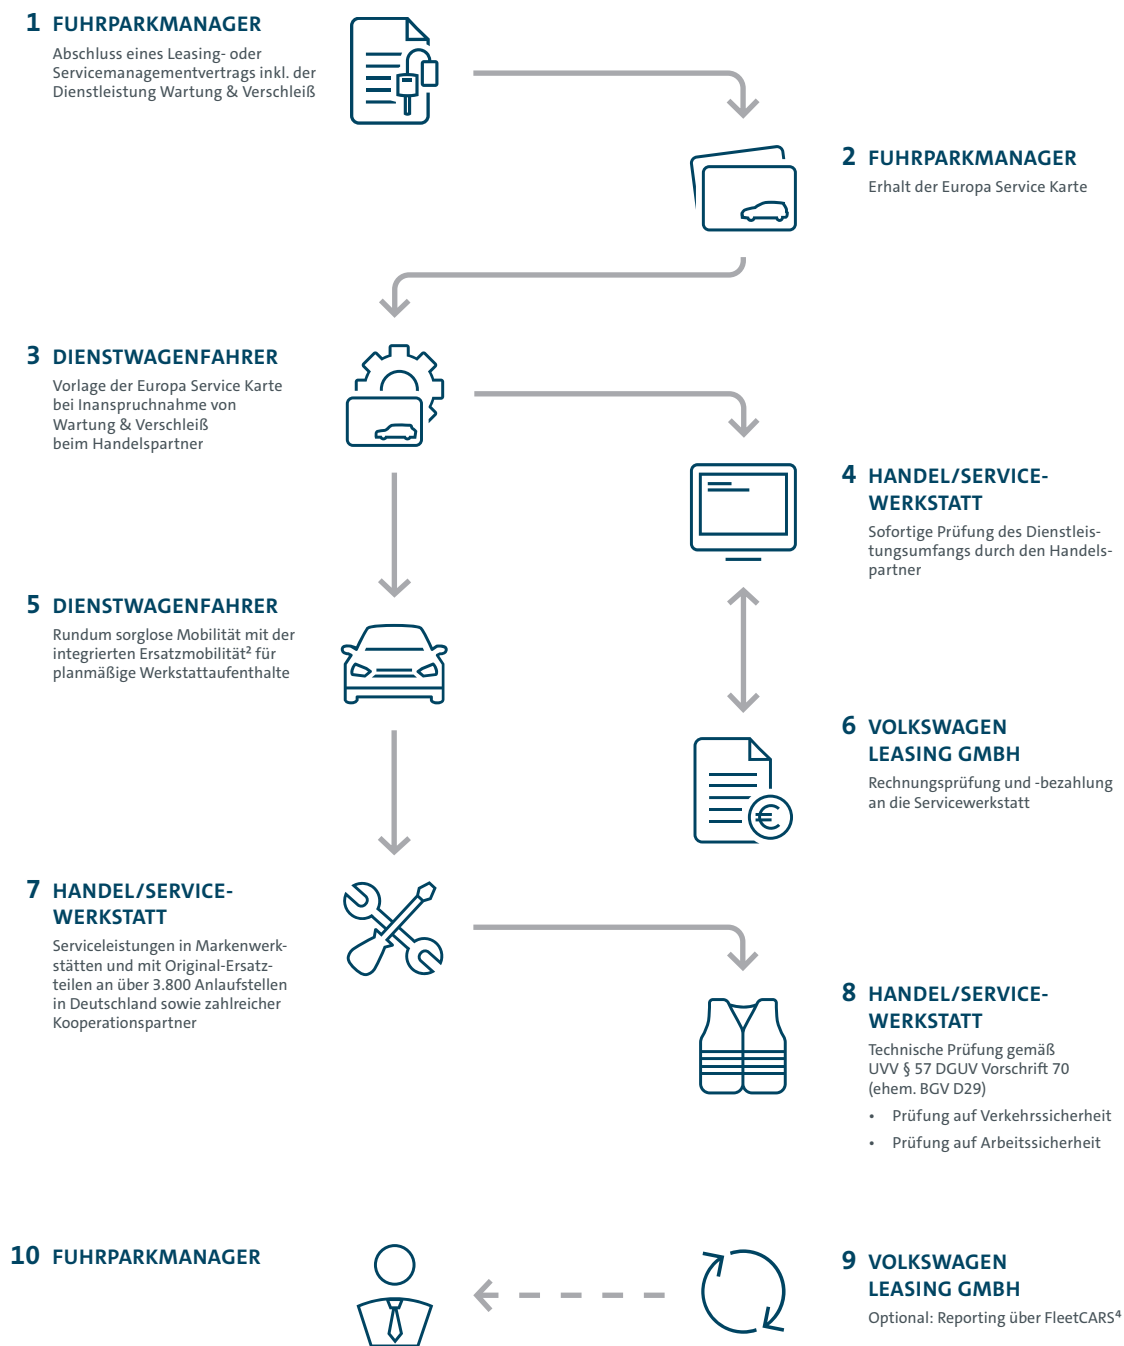 1 FUHRPARKMANAGER
Abschluss eines Leasing- oder
Servicemanagementvertrags inkl. der
Dienstleistung Wartung & Verschleiß
2 FUHRPARKMANAGER
Erhalt der Europa Service Karte
3 DIENSTWAGENFAHRER
Vorlage der Europa Service Karte
bei Inanspruchnahme von
Wartung & Verschleiß
beim Handelspartner
4 HANDEL/SERVICE-
WERKSTATT
Sofortige Prüfung des Dienstleis-
tungsumfangs durch den Handels-
partner
5 DIENSTWAGENFAHRER
Rundum sorglose Mobilität mit der
integrierten Ersatzmobilität² für
planmäßige Werkstattaufenthalte
6 VOLKSWAGEN
LEASING GMBH
Rechnungsprüfung und -bezahlung
an die Servicewerkstatt
7 HANDEL/SERVICE-
WERKSTATT
Serviceleistungen in Markenwerk-
stätten und mit Original-Ersatz-
teilen an über 3.800 Anlaufstellen
in Deutschland sowie zahlreicher
Kooperationspartner
8 HANDEL/SERVICE-
WERKSTATT
Technische Prüfung gemäß
UVV § 57 DGUV Vorschrift 70
(ehem. BGV D29)
• Prüfung auf Verkehrssicherheit
• Prüfung auf Arbeitssicherheit
9 VOLKSWAGEN
LEASING GMBH
Optional: Reporting über FleetCARS⁴
10 FUHRPARKMANAGER